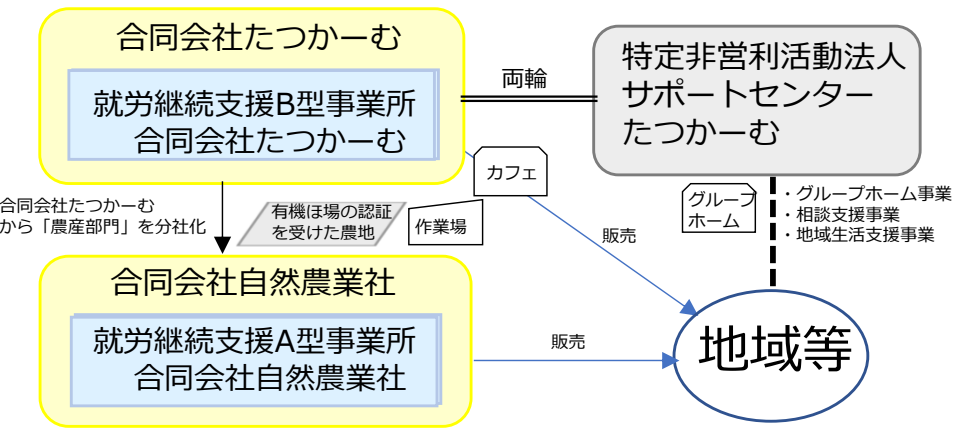 合同会社たつかーむ
就労継続支援B型事業所
合同会社たつかーむ
両輪
特定非営利活動法人
サポートセンター
たつかーむ
カフェ
合同会社たつかーむ
から「農産部門」を分社化
有機ほ場の認証
を受けた農地
作業場
販売
グループ
ホーム
・グループホーム事業
・相談支援事業
・地域生活支援事業
合同会社自然農業社
就労継続支援A型事業所
合同会社自然農業社
販売
地域等